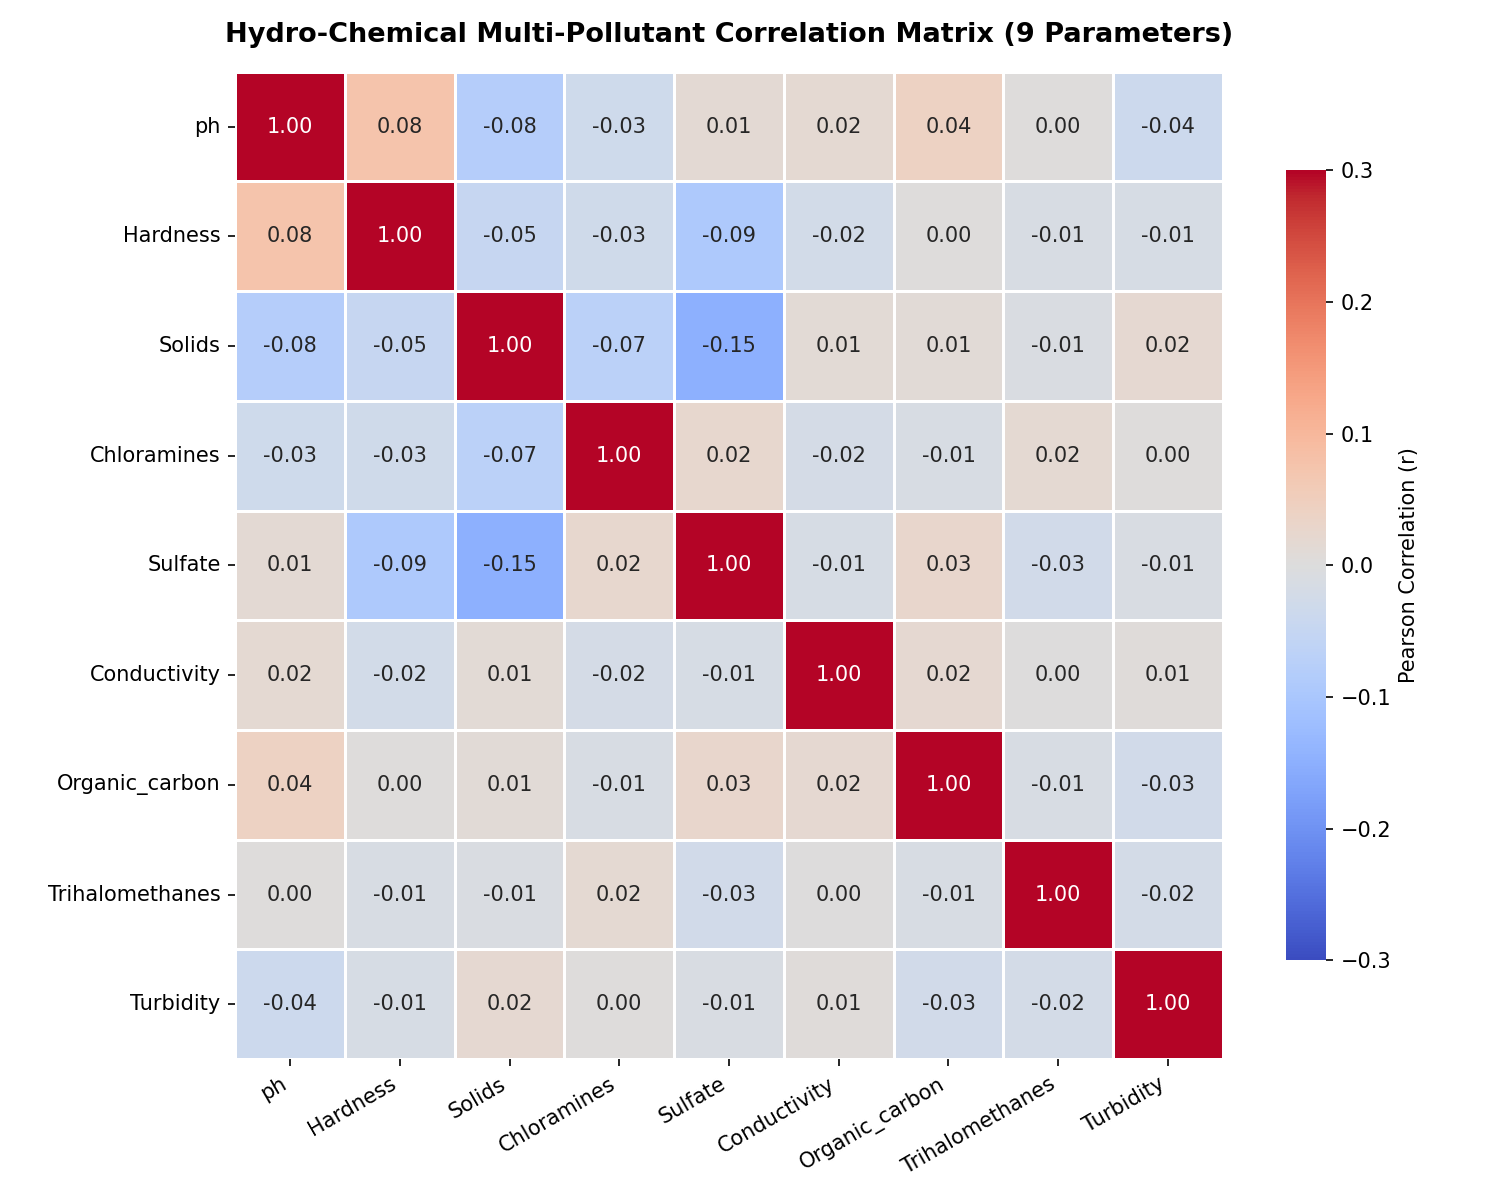 Hydro-Chemical Multi-Pollutant Correlation Matrix (9 Parameters)
ph 1.00 0.08 -0.08 -0.03 0.01 0.02 0.04 0.00 -0.04
Hardness 0.08 1.00 -0.05 -0.03 -0.09 -0.02 0.00 -0.01 -0.01
Solids -0.08 -0.05 1.00 -0.07 -0.15 0.01 0.01 -0.01 0.02
Chloramines -0.03 -0.03 -0.07 1.00 0.02 -0.02 -0.01 0.02 0.00
Sulfate 0.01 -0.09 -0.15 0.02 1.00 -0.01 0.03 -0.03 -0.01
Conductivity 0.02 -0.02 0.01 -0.02 -0.01 1.00 0.02 0.00 0.01
Organic_carbon 0.04 0.00 0.01 -0.01 0.03 0.02 1.00 -0.01 -0.03
Trihalomethanes 0.00 -0.01 -0.01 0.02 -0.03 0.00 -0.01 1.00 -0.02
Turbidity -0.04 -0.01 0.02 0.00 -0.01 0.01 -0.03 -0.02 1.00
ph Hardness Solids Chloramines Sulfate Conductivity Organic_carbon Trihalomethanes Turbidity
0.3
0.2
0.1
0.0
−0.1
−0.2
−0.3
Pearson Correlation (r)